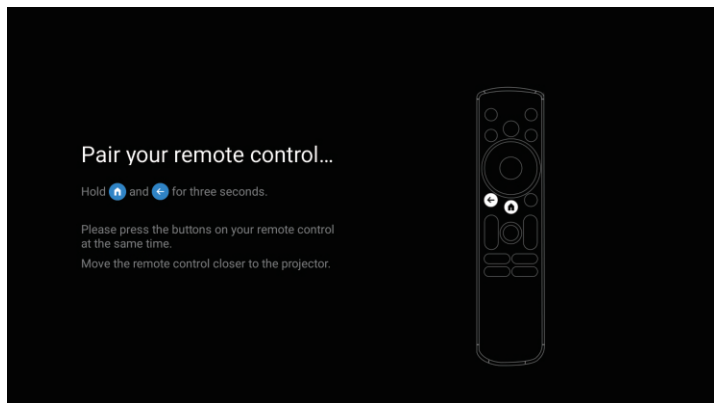 Pair your remote control...
Hold and for three seconds.
Please press the buttons on your remote control
at the same time.
Move the remote control closer to the projector.